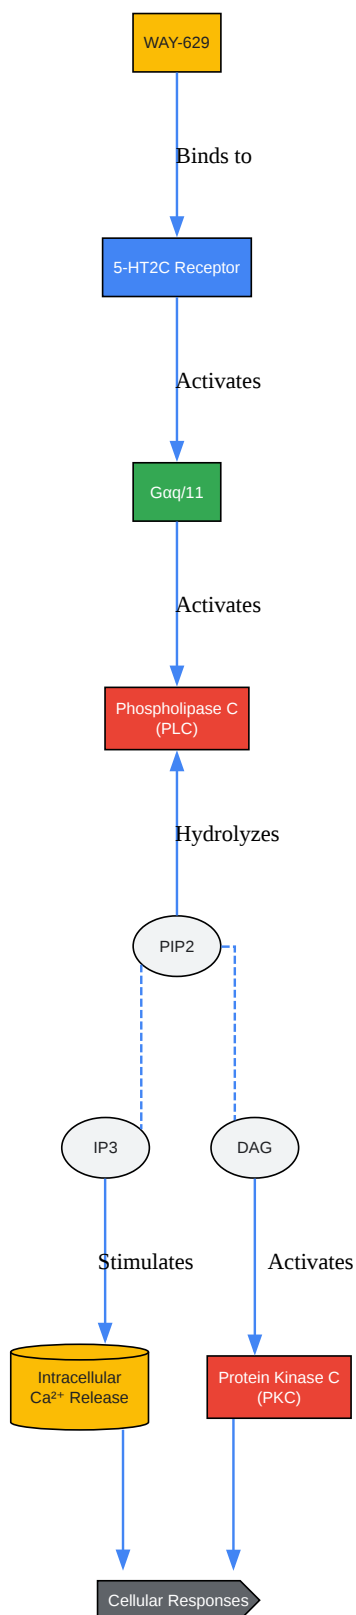 WAY-629
Binds to
5-HT2C Receptor
Activates
Gαq/11
Activates
Phospholipase C
(PLC)
Hydrolyzes
PIP2
IP3
DAG
Stimulates
Activates
Intracellular
Ca²⁺ Release
Protein Kinase C
(PKC)
Cellular Responses